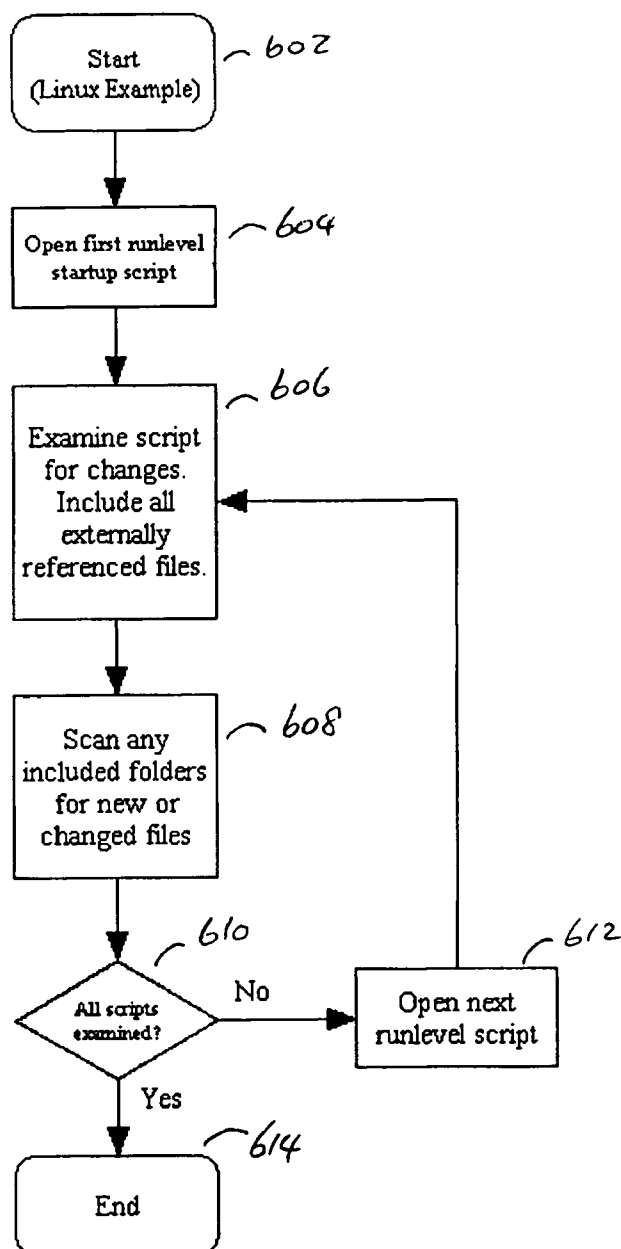 Start
(Linux Example)
602
Open first runlevel
startup script
604
Examine script
for changes.
Include all
externally
referenced files.
606
Scan any
included folders
for new or
changed files
608
All scripts
examined?
610
No
Open next
runlevel script
612
Yes
End
614